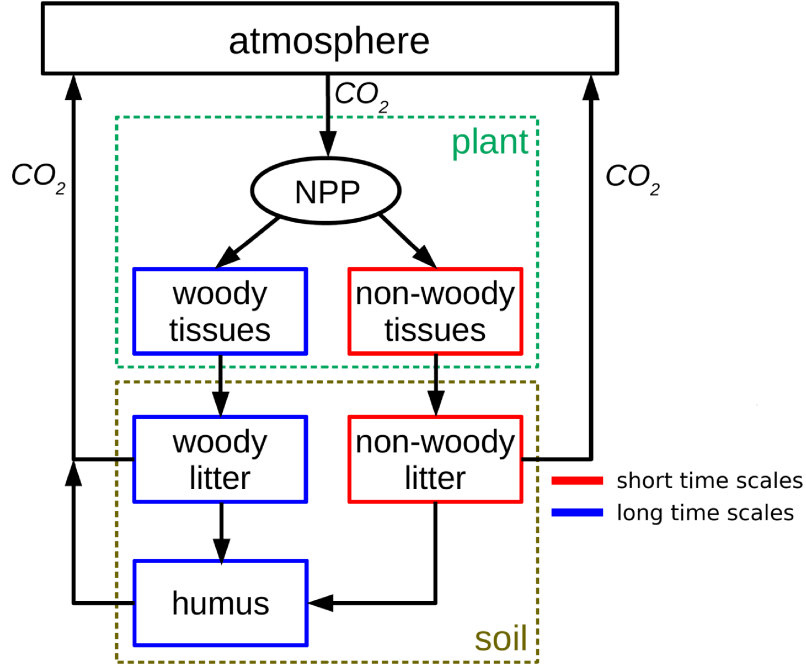 atmosphere
CO2
plant
CO2
CO2
NPP
woody
tissues
non-woody
tissues
woody
litter
non-woody
litter
short time scales
long time scales
humus
soil